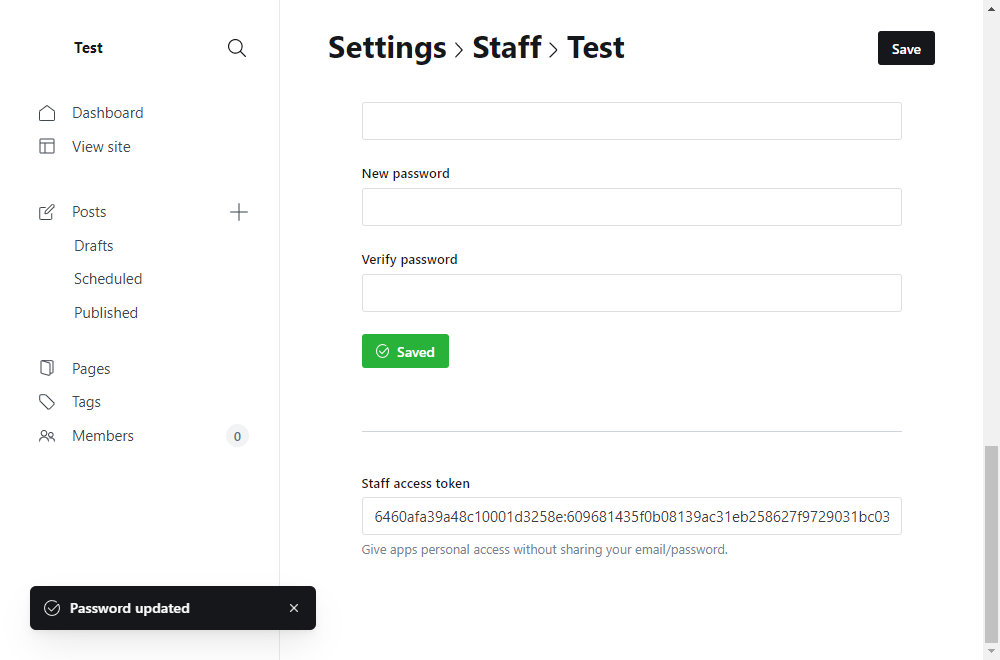 Test
Settings > Staff > Test
Save
Dashboard
View site
Posts
Drafts
Scheduled
Published
Pages
Tags
Members
0
New password
Verify password
Saved
Staff access token
6460afa39a48c10001d3258e:609681435f0b08139ac31eb258627f9729031bc03
Give apps personal access without sharing your email/password.
Password updated